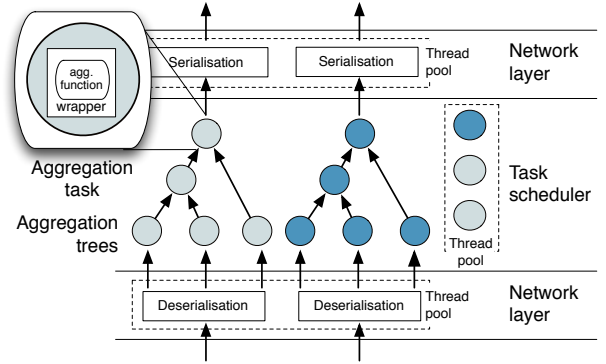 Serialisation
Serialisation
Thread
pool
Network
layer
agg.
function
wrapper
Aggregation
task
Aggregation
trees
Task
scheduler
Thread
pool
Deserialisation
Deserialisation
Thread
pool
Network
layer